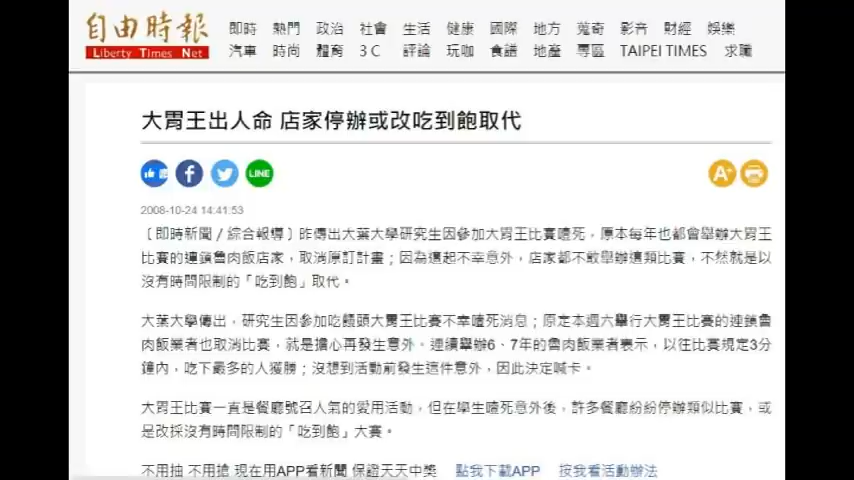 自由時報 即時 熱門 政治 社會 生活 健康 國際 地方 蒐奇 影音 財經 娛樂
Liberty Times Net 汽車 時尚 體育 3C 評論 玩咖 食譜 地產 專區 TAIPEI TIMES 求職
大胃王出人命 店家停辦或改吃到飽取代
LINE A+
2008-10-24 14:41:53
〔即時新聞/綜合報導〕昨傳出大葉大學研究生因參加大胃王比賽噎死，原本每年也都會舉辦大胃王
比賽的連鎖魯肉飯店家，取消原訂計畫；因為這起不幸意外，店家都不敢舉辦這類比賽，不然就是以
沒有時間限制的「吃到飽」取代。
大葉大學傳出，研究生因參加吃饅頭大胃王比賽不幸噎死消息；原定本週六舉行大胃王比賽的連鎖魯
肉飯業者也取消比賽，就是擔心再發生意外。連續舉辦6、7年的魯肉飯業者表示，以往比賽規定3分
鐘內，吃下最多的人獲勝；沒想到活動前發生這件意外，因此決定喊卡。
大胃王比賽一直是餐廳號召人氣的愛用活動，但在學生噎死意外後，許多餐廳紛紛停辦類似比賽，或
是改採沒有時間限制的「吃到飽」大賽。
不用抽 不用搶 現在用APP看新聞 保證天天中獎 點我下載APP 按我看活動辦法